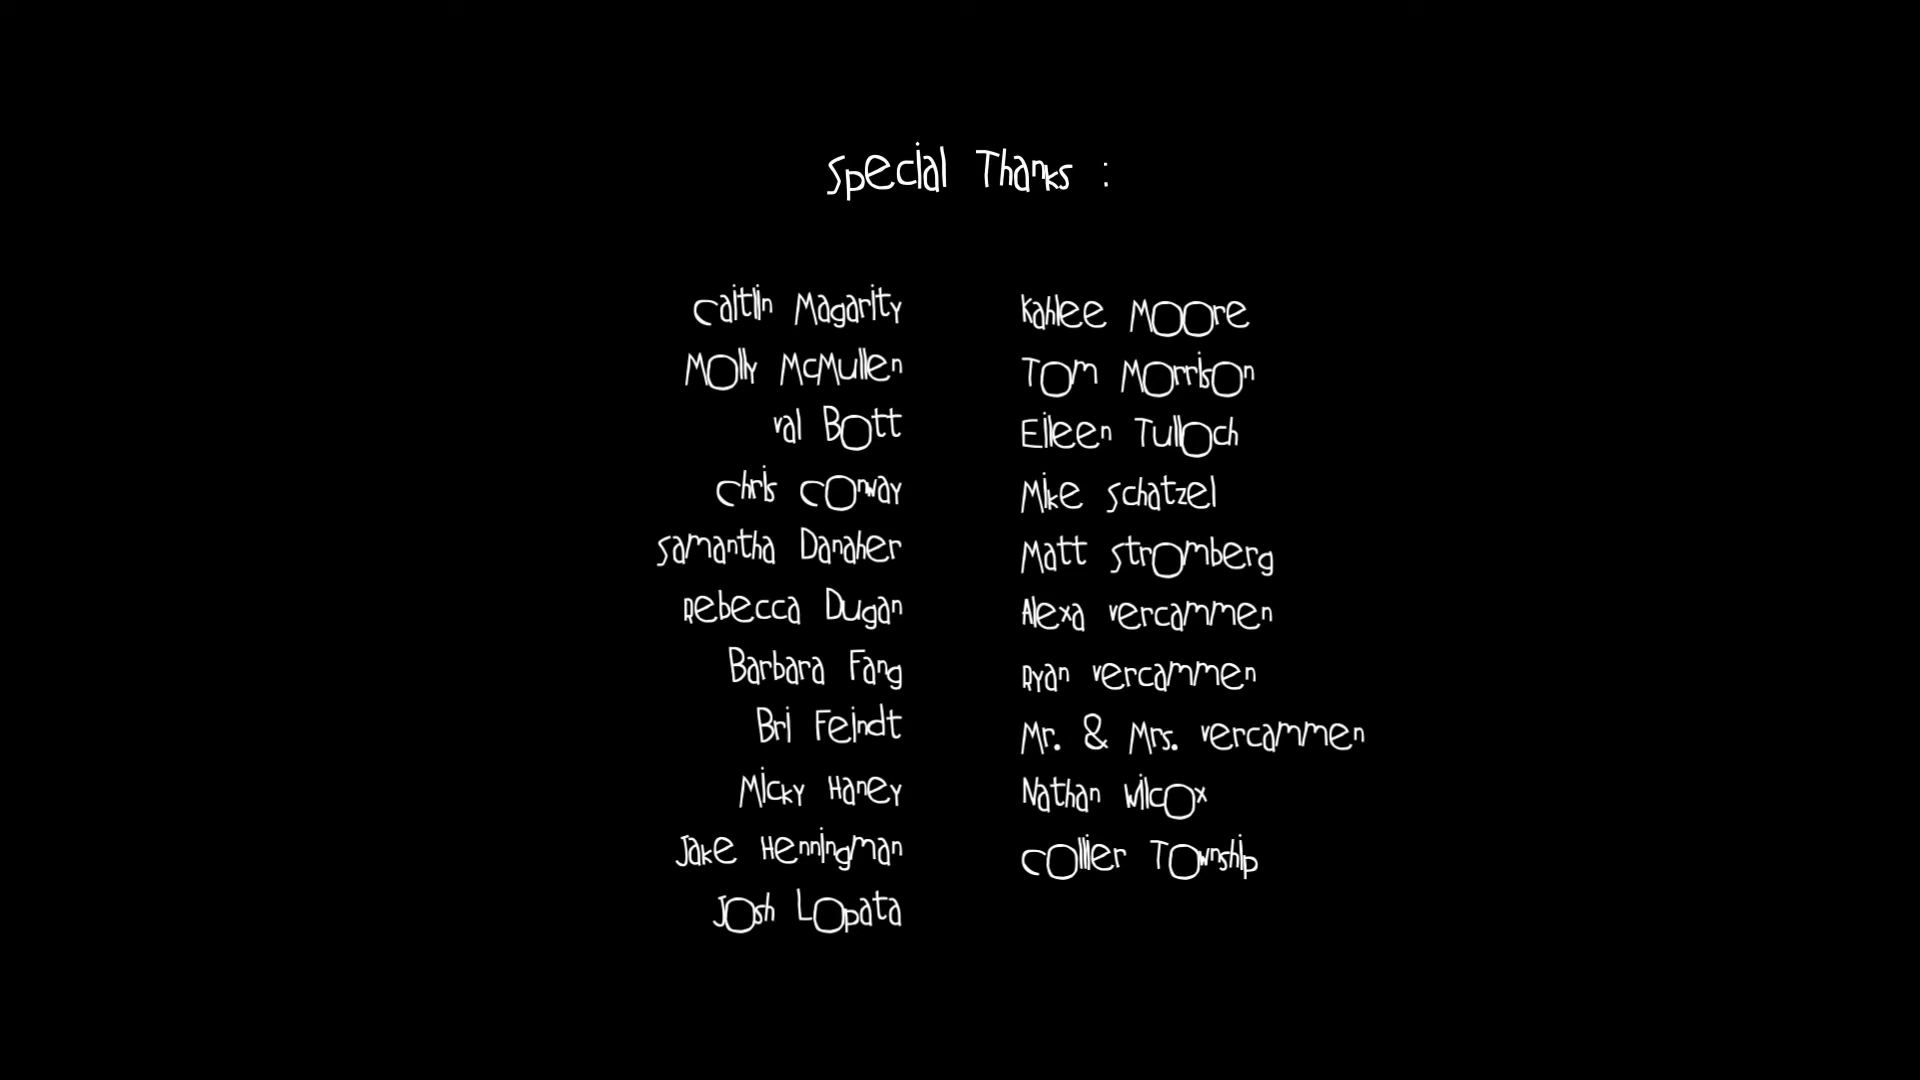 Special Thanks :
Caitlin Magarity
Molly McMullen
Val Bott
Chris Conway
Samantha Danaher
Rebecca Dugan
Barbara Fang
Bri Feindt
Micky Haney
Jake Henningman
Josh Lopata
Kahlee Moore
Tom Morrison
Eileen Tulloch
Mike Schatzel
Matt Stromberg
Alexa Vercammen
Ryan Vercammen
Mr. & Mrs. Vercammen
Nathan Wilcox
Collier Township